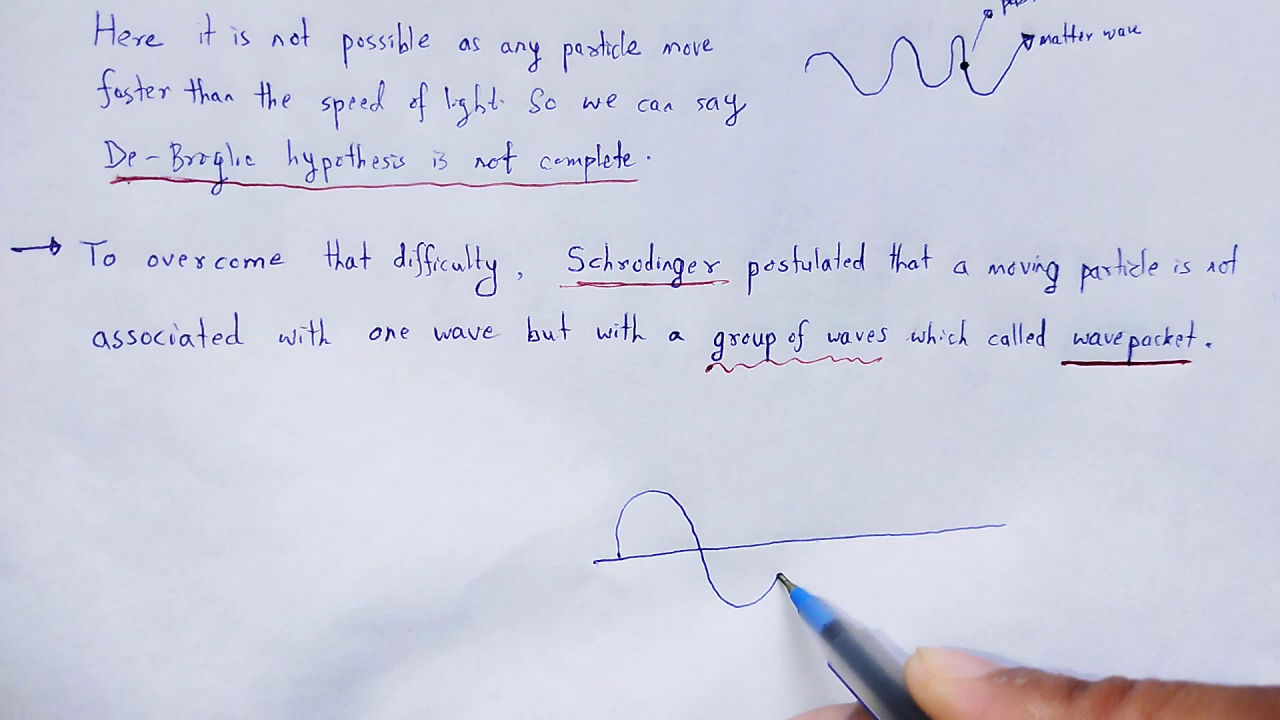 Here it is not possible as any particle move
faster than the speed of light. So we can say
De-Broglie hypothesis is not complete.
matter wave
→ To overcome that difficulty, Schrodinger postulated that a moving particle is not
associated with one wave but with a group of waves which called wave packet.